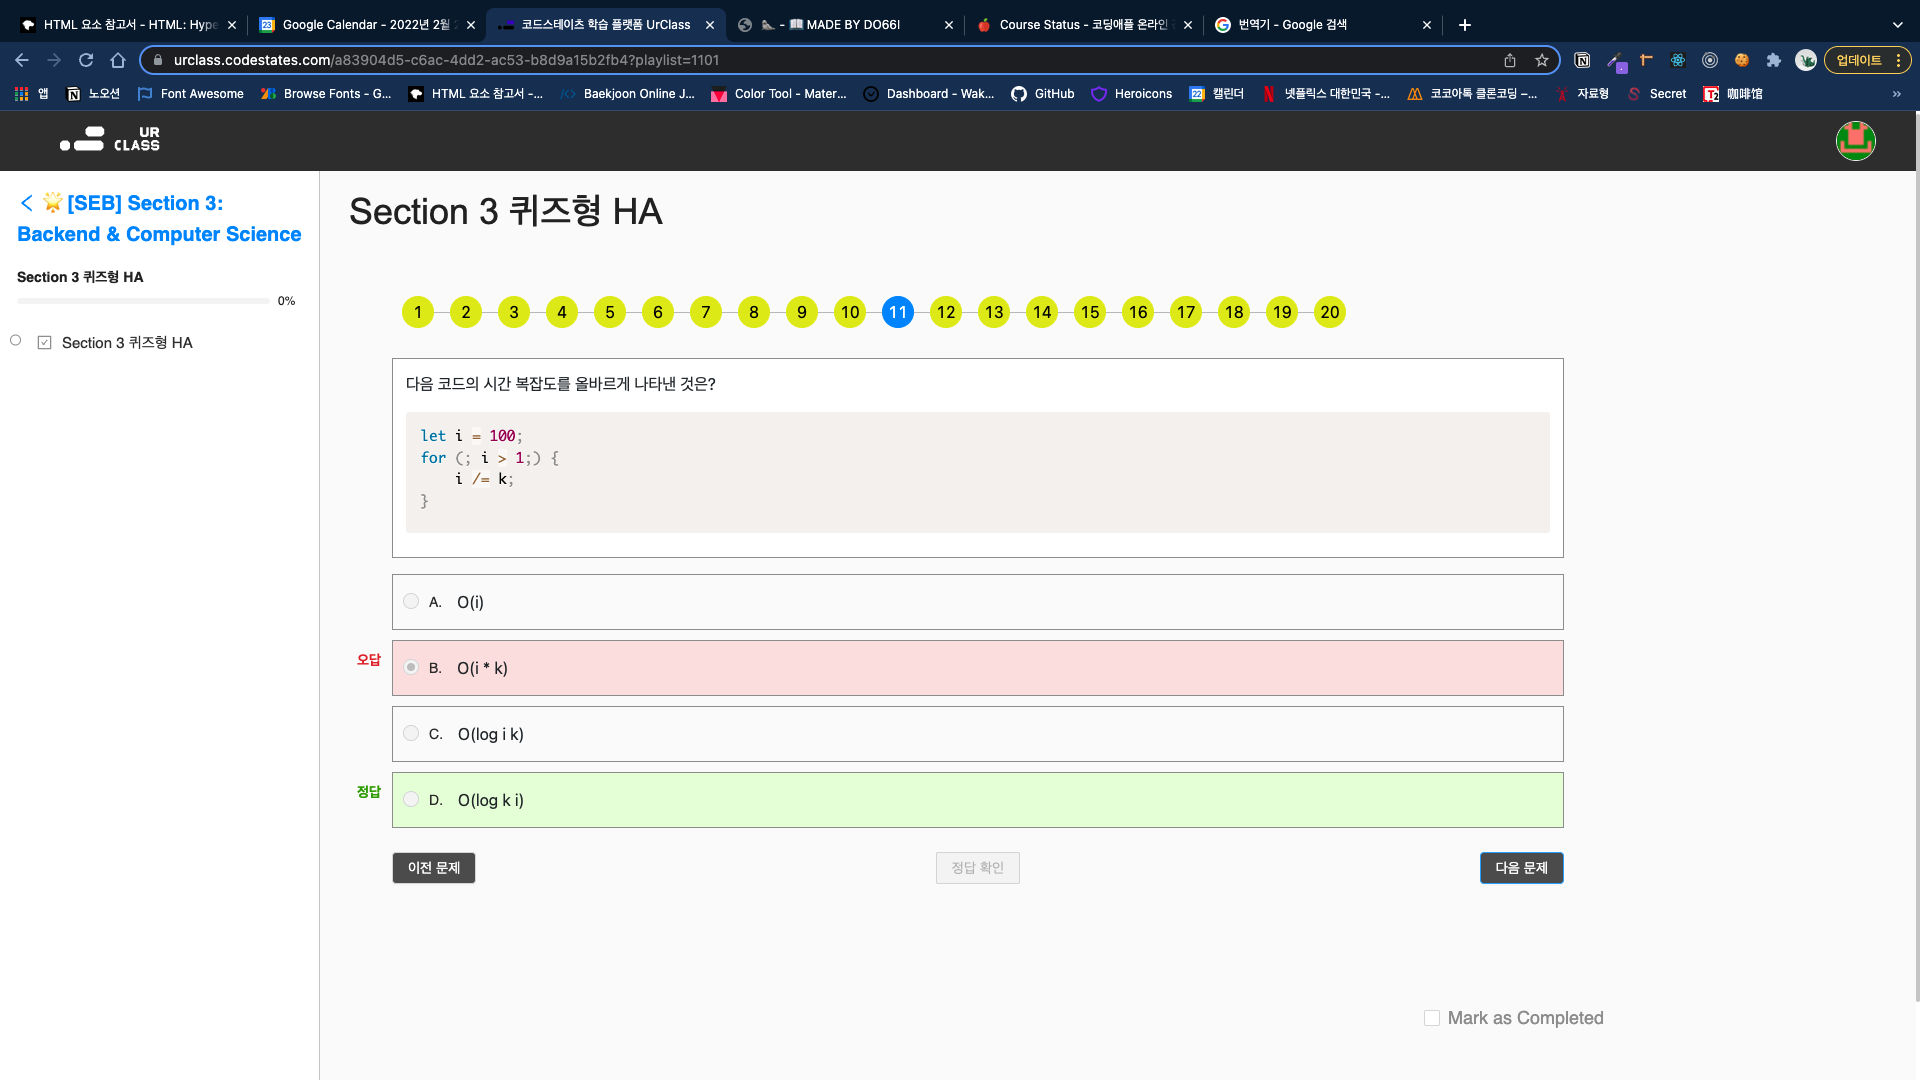 HTML 요소 참고서 - HTML: Hype
Google Calendar - 2022년 2월 2
코드스테이츠 학습 플랫폼 UrClass
- MADE BY DO66I
Course Status - 코딩애플 온라인
번역기 - Google 검색
urclass.codestates.com/a83904d5-c6ac-4dd2-ac53-b8d9a15b2fb4?playlist=1101
업데이트
앱
노오션
Font Awesome
Browse Fonts - G...
HTML 요소 참고서 -...
Baekjoon Online J...
Color Tool - Mater...
Dashboard - Wak...
GitHub
Heroicons
캘린더
넷플릭스 대한민국 -...
코코아톡 클론코딩 –...
자료형
Secret
咖啡馆
»
UR
CLASS
[SEB] Section 3:
Backend & Computer Science
Section 3 퀴즈형 HA
0%
Section 3 퀴즈형 HA
Section 3 퀴즈형 HA
1 2 3 4 5 6 7 8 9 10 11 12 13 14 15 16 17 18 19 20
다음 코드의 시간 복잡도를 올바르게 나타낸 것은?
let i = 100;
for (; i > 1;) {
    i /= k;
}
A. O(i)
오답
B. O(i * k)
C. O(log i k)
정답
D. O(log k i)
이전 문제
정답 확인
다음 문제
Mark as Completed